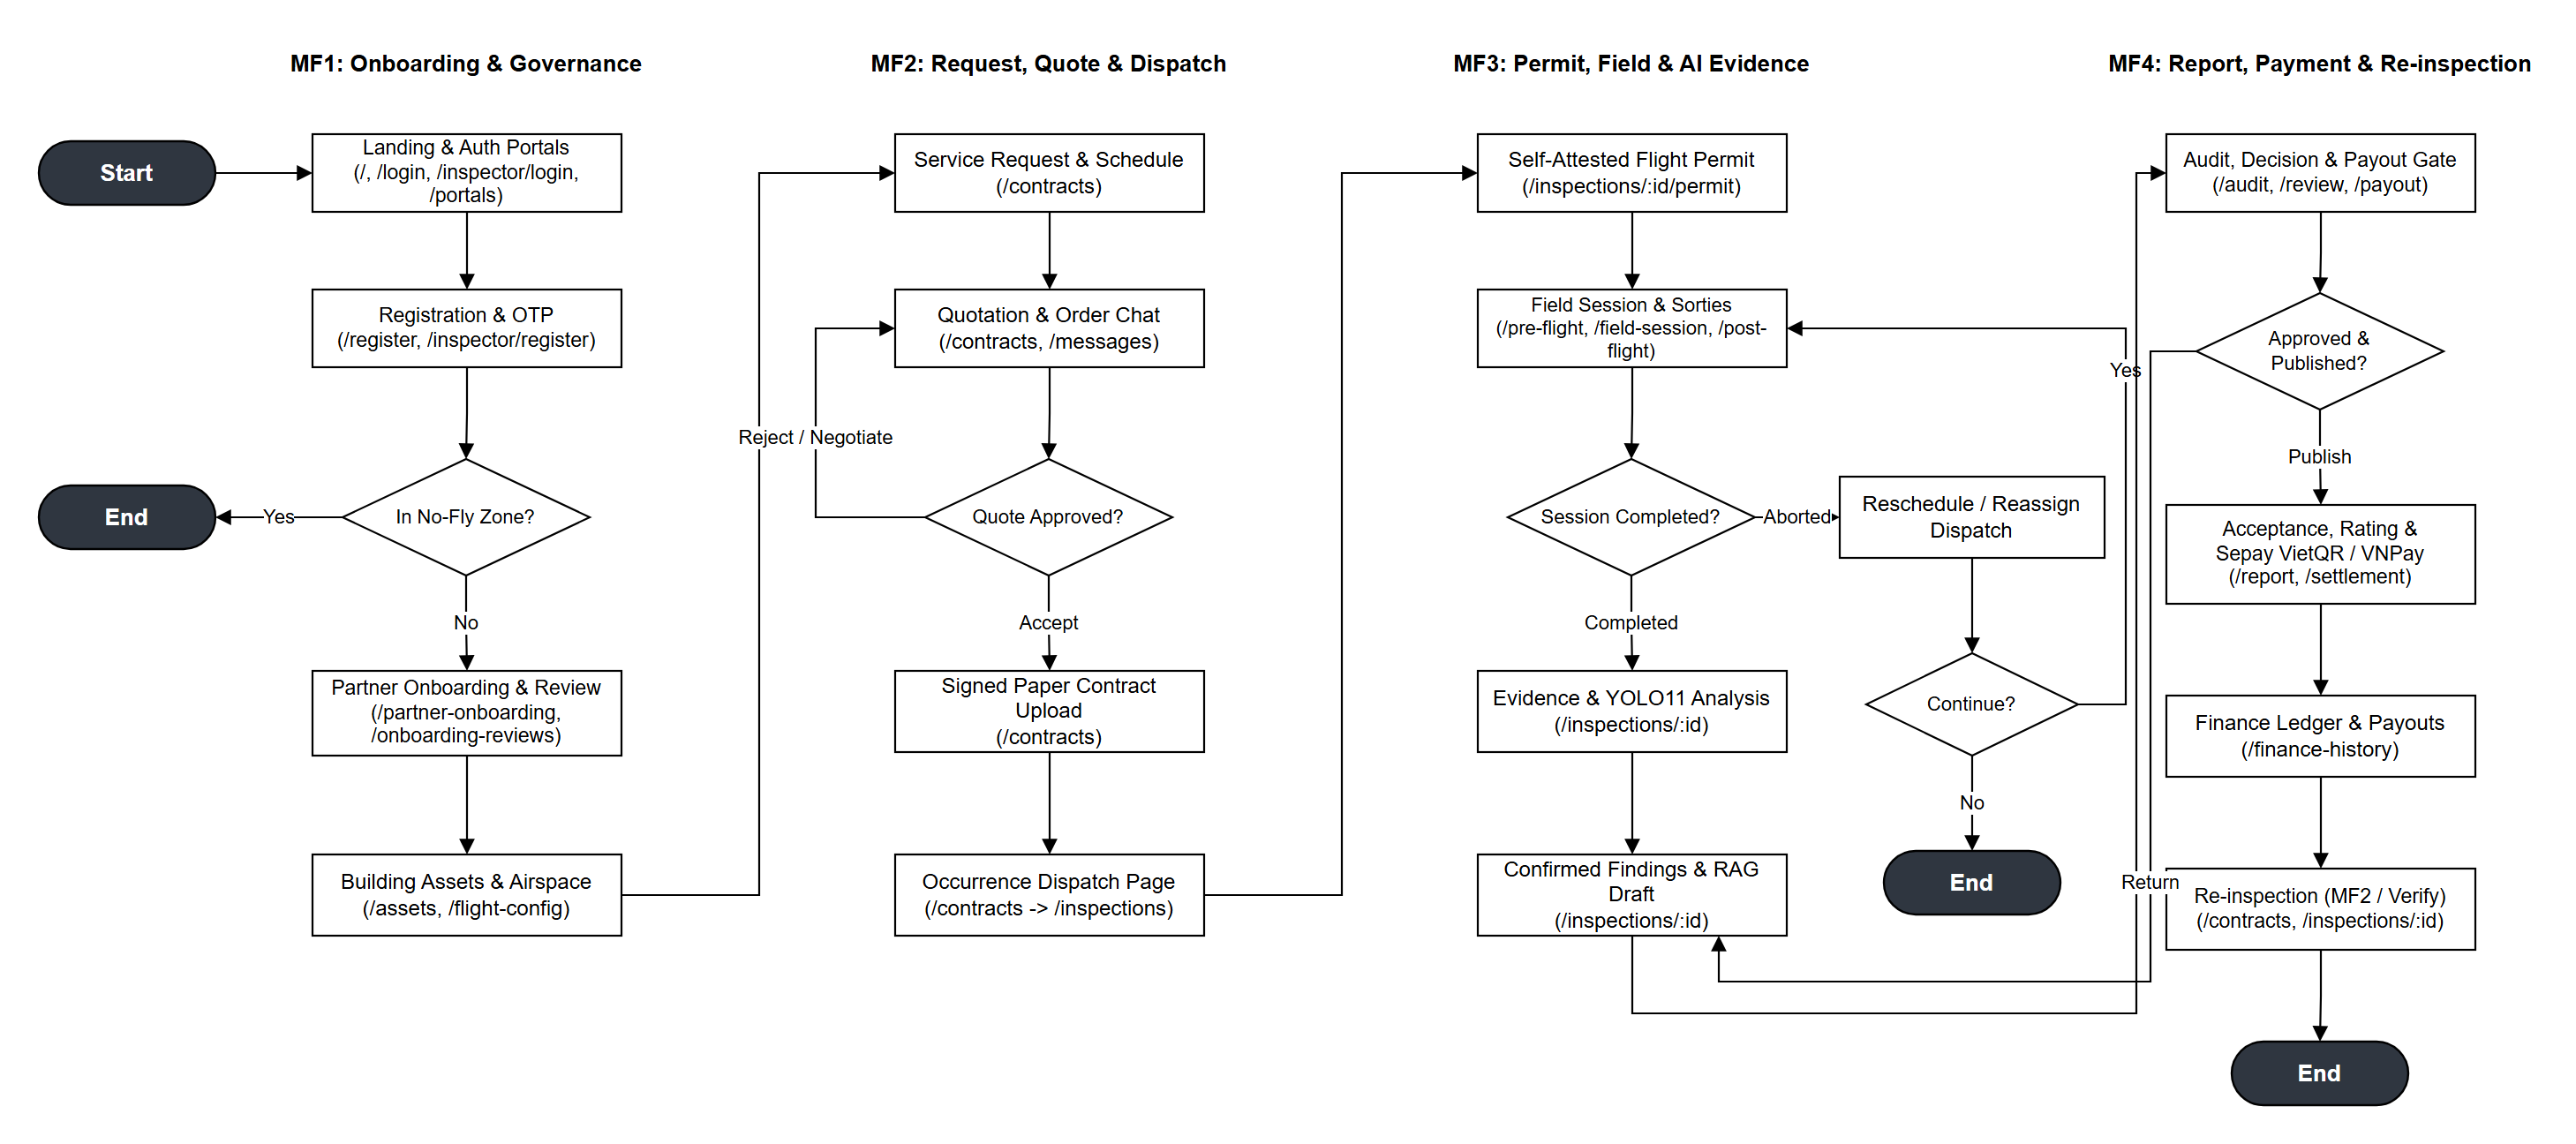 MF1: Onboarding & Governance
Start
Landing & Auth Portals
(/, /login, /inspector/login,
/portals)
Registration & OTP
(/register, /inspector/register)
In No-Fly Zone?
Yes
End
No
Partner Onboarding & Review
(/partner-onboarding,
/onboarding-reviews)
Building Assets & Airspace
(/assets, /flight-config)
MF2: Request, Quote & Dispatch
Service Request & Schedule
(/contracts)
Quotation & Order Chat
(/contracts, /messages)
Reject / Negotiate
Quote Approved?
Accept
Signed Paper Contract
Upload
(/contracts)
Occurrence Dispatch Page
(/contracts -> /inspections)
MF3: Permit, Field & AI Evidence
Self-Attested Flight Permit
(/inspections/:id/permit)
Field Session & Sorties
(/pre-flight, /field-session, /post-
flight)
Session Completed?
Aborted
Reschedule / Reassign
Dispatch
Completed
Continue?
Yes
No
End
Evidence & YOLO11 Analysis
(/inspections/:id)
Confirmed Findings & RAG
Draft
(/inspections/:id)
MF4: Report, Payment & Re-inspection
Audit, Decision & Payout Gate
(/audit, /review, /payout)
Approved &
Published?
Publish
Return
Acceptance, Rating &
Sepay VietQR / VNPay
(/report, /settlement)
Finance Ledger & Payouts
(/finance-history)
Re-inspection (MF2 / Verify)
(/contracts, /inspections/:id)
End